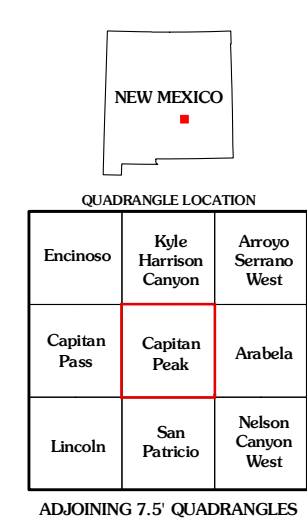 NEW MEXICO
QUADRANGLE LOCATION
Encinoso
Kyle
Harrison
Canyon
Arroyo
Serrano
West
Capitan
Pass
Capitan
Peak
Arabela
Lincoln
San
Patricio
Nelson
Canyon
West
ADJOINING 7.5' QUADRANGLES